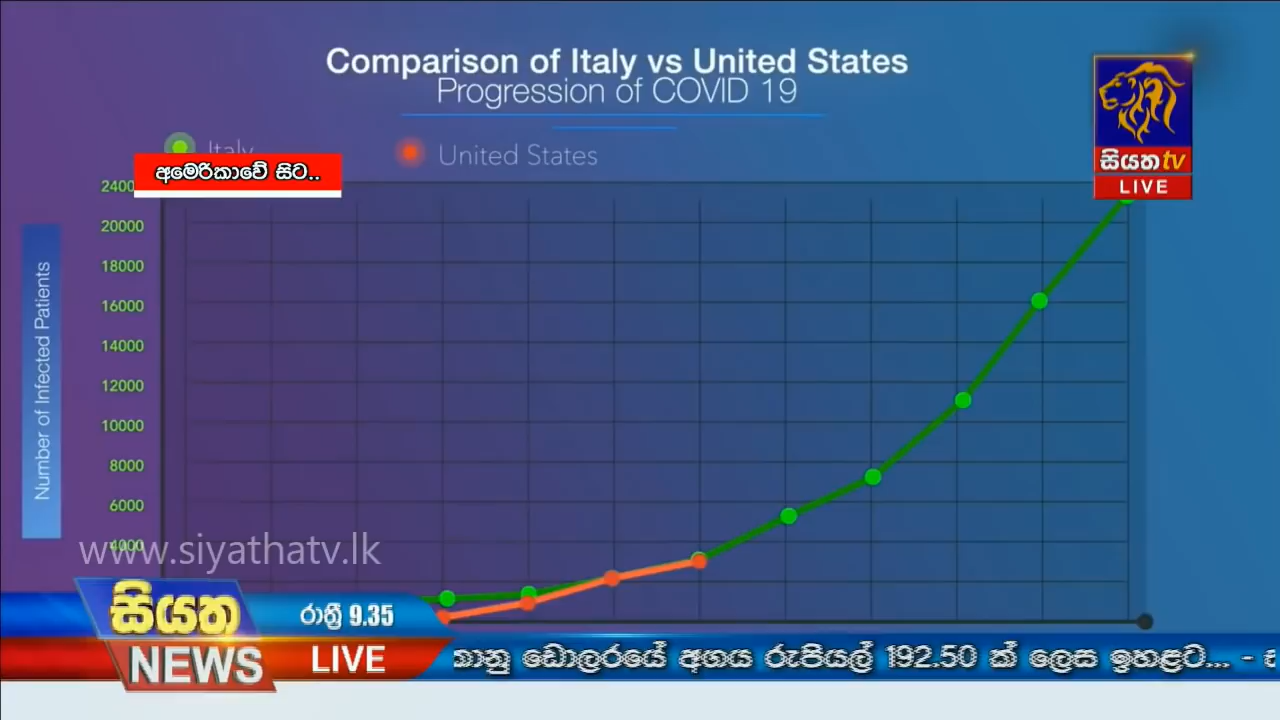 Comparison of Italy vs United States
Progression of COVID 19
Italy
United States
අමෙරිකාවේ සිට..
සියත tv
LIVE
2400
20000
18000
16000
14000
12000
10000
8000
6000
4000
Number of Infected Patients
www.siyathatv.lk
සියත
NEWS
රාත්‍රී 9.35
LIVE
කානු ඩොලරයේ අගය රුපියල් 192.50 ක් ලෙස ඉහළට... -